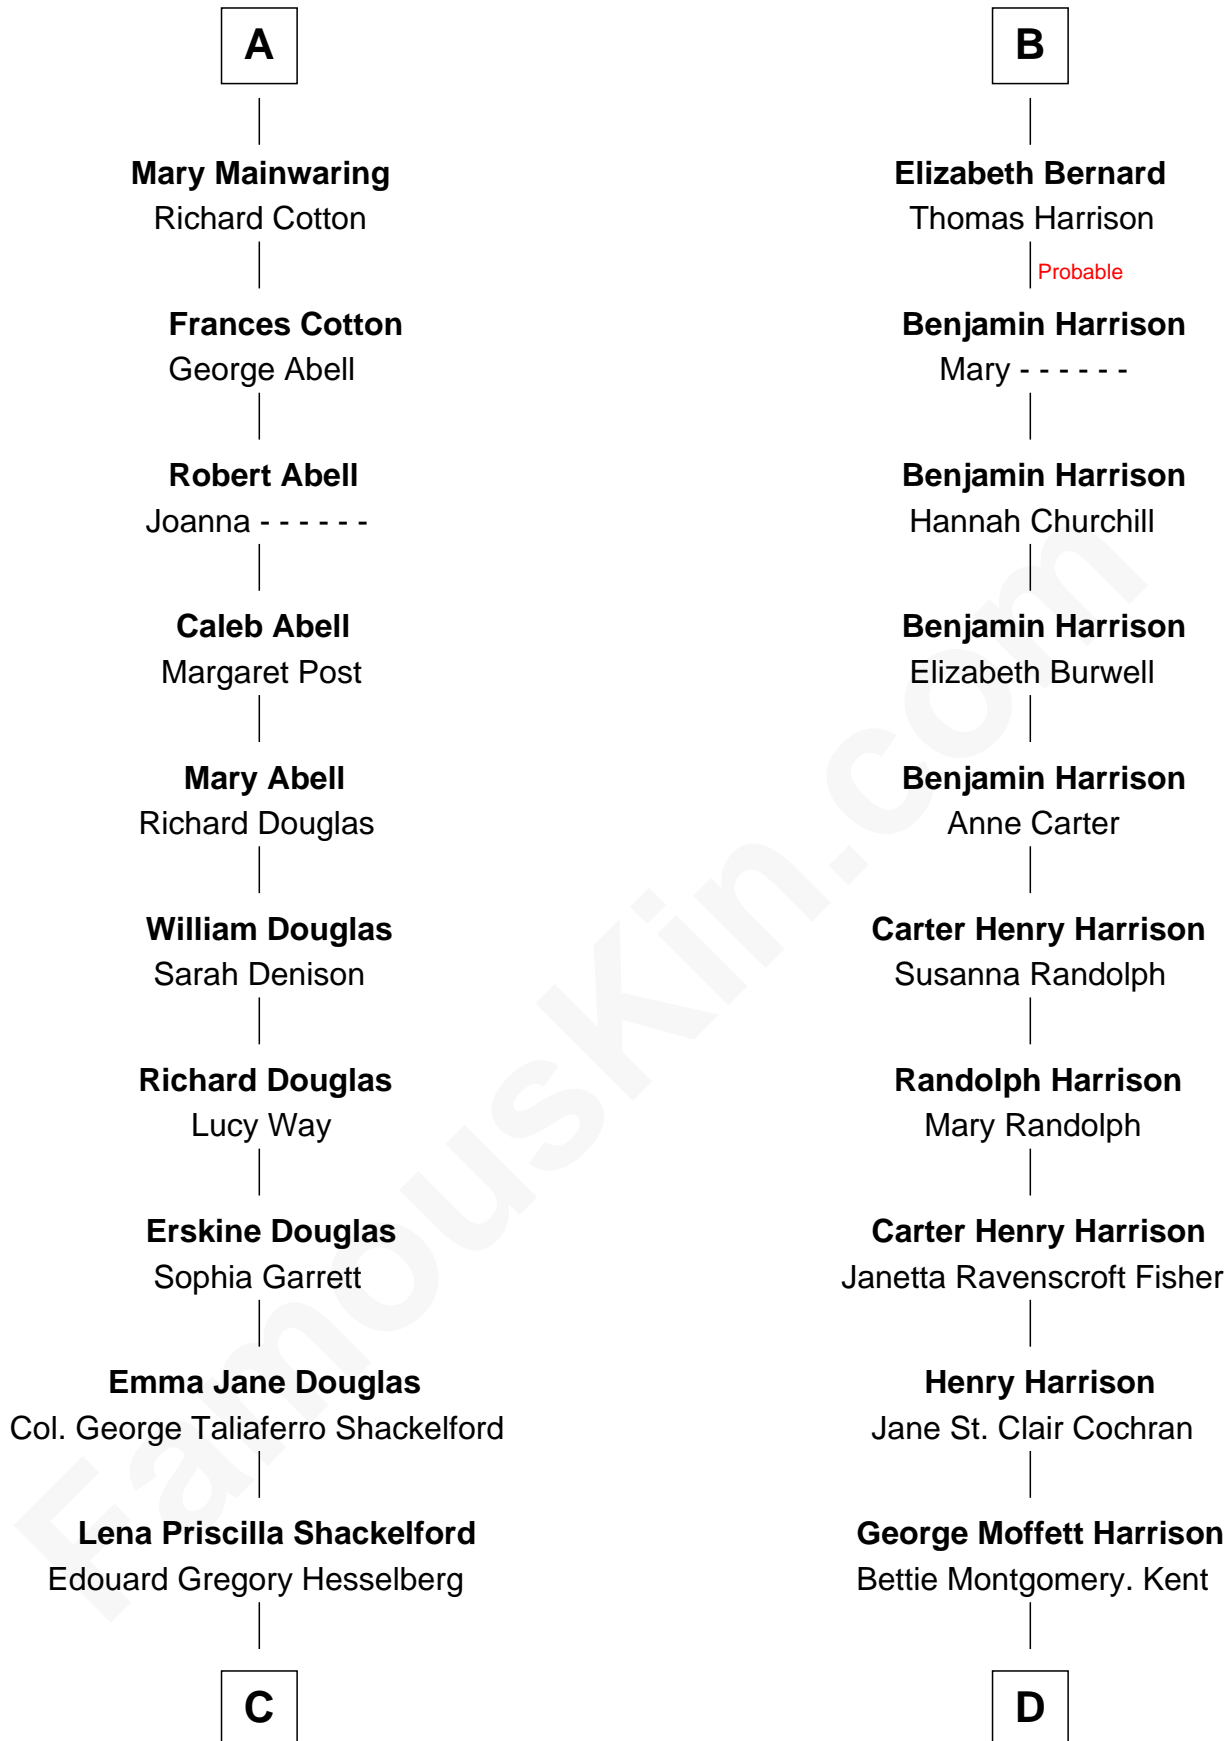 A
Mary Mainwaring
Richard Cotton
Frances Cotton
George Abell
Robert Abell
Joanna - - - - - -
Caleb Abell
Margaret Post
Mary Abell
Richard Douglas
William Douglas
Sarah Denison
Richard Douglas
Lucy Way
Erskine Douglas
Sophia Garrett
Emma Jane Douglas
Col. George Taliaferro Shackelford
Lena Priscilla Shackelford
Edouard Gregory Hesselberg
C
B
Elizabeth Bernard
Thomas Harrison
Probable
Benjamin Harrison
Mary - - - - - -
Benjamin Harrison
Hannah Churchill
Benjamin Harrison
Elizabeth Burwell
Benjamin Harrison
Anne Carter
Carter Henry Harrison
Susanna Randolph
Randolph Harrison
Mary Randolph
Carter Henry Harrison
Janetta Ravenscroft Fisher
Henry Harrison
Jane St. Clair Cochran
George Moffett Harrison
Bettie Montgomery. Kent
D
FamousKin.com